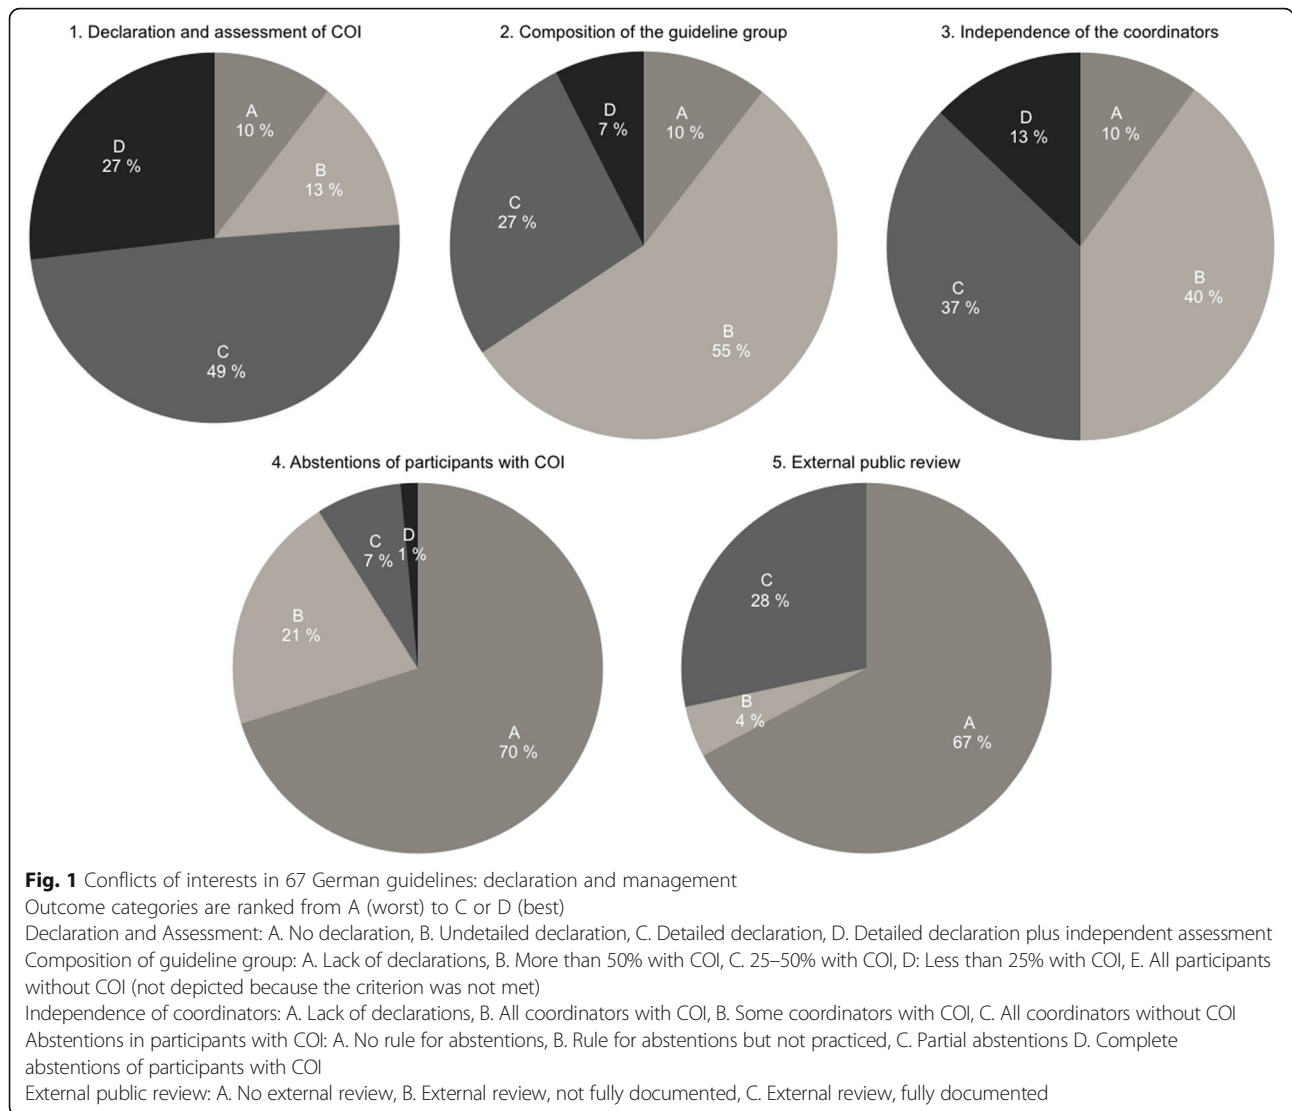 1. Declaration and assessment of COI
A
10 %
B
13 %
C
49 %
D
27 %
2. Composition of the guideline group
A
10 %
B
55 %
C
27 %
D
7 %
3. Independence of the coordinators
A
10 %
B
40 %
C
37 %
D
13 %
4. Abstentions of participants with COI
A
70 %
B
21 %
C
7 %
D
1 %
5. External public review
A
67 %
B
4 %
C
28 %
Fig. 1 Conflicts of interests in 67 German guidelines: declaration and management
Outcome categories are ranked from A (worst) to C or D (best)
Declaration and Assessment: A. No declaration, B. Undetailed declaration, C. Detailed declaration, D. Detailed declaration plus independent assessment
Composition of guideline group: A. Lack of declarations, B. More than 50% with COI, C. 25–50% with COI, D: Less than 25% with COI, E. All participants
without COI (not depicted because the criterion was not met)
Independence of coordinators: A. Lack of declarations, B. All coordinators with COI, B. Some coordinators with COI, C. All coordinators without COI
Abstentions in participants with COI: A. No rule for abstentions, B. Rule for abstentions but not practiced, C. Partial abstentions D. Complete
abstentions of participants with COI
External public review: A. No external review, B. External review, not fully documented, C. External review, fully documented